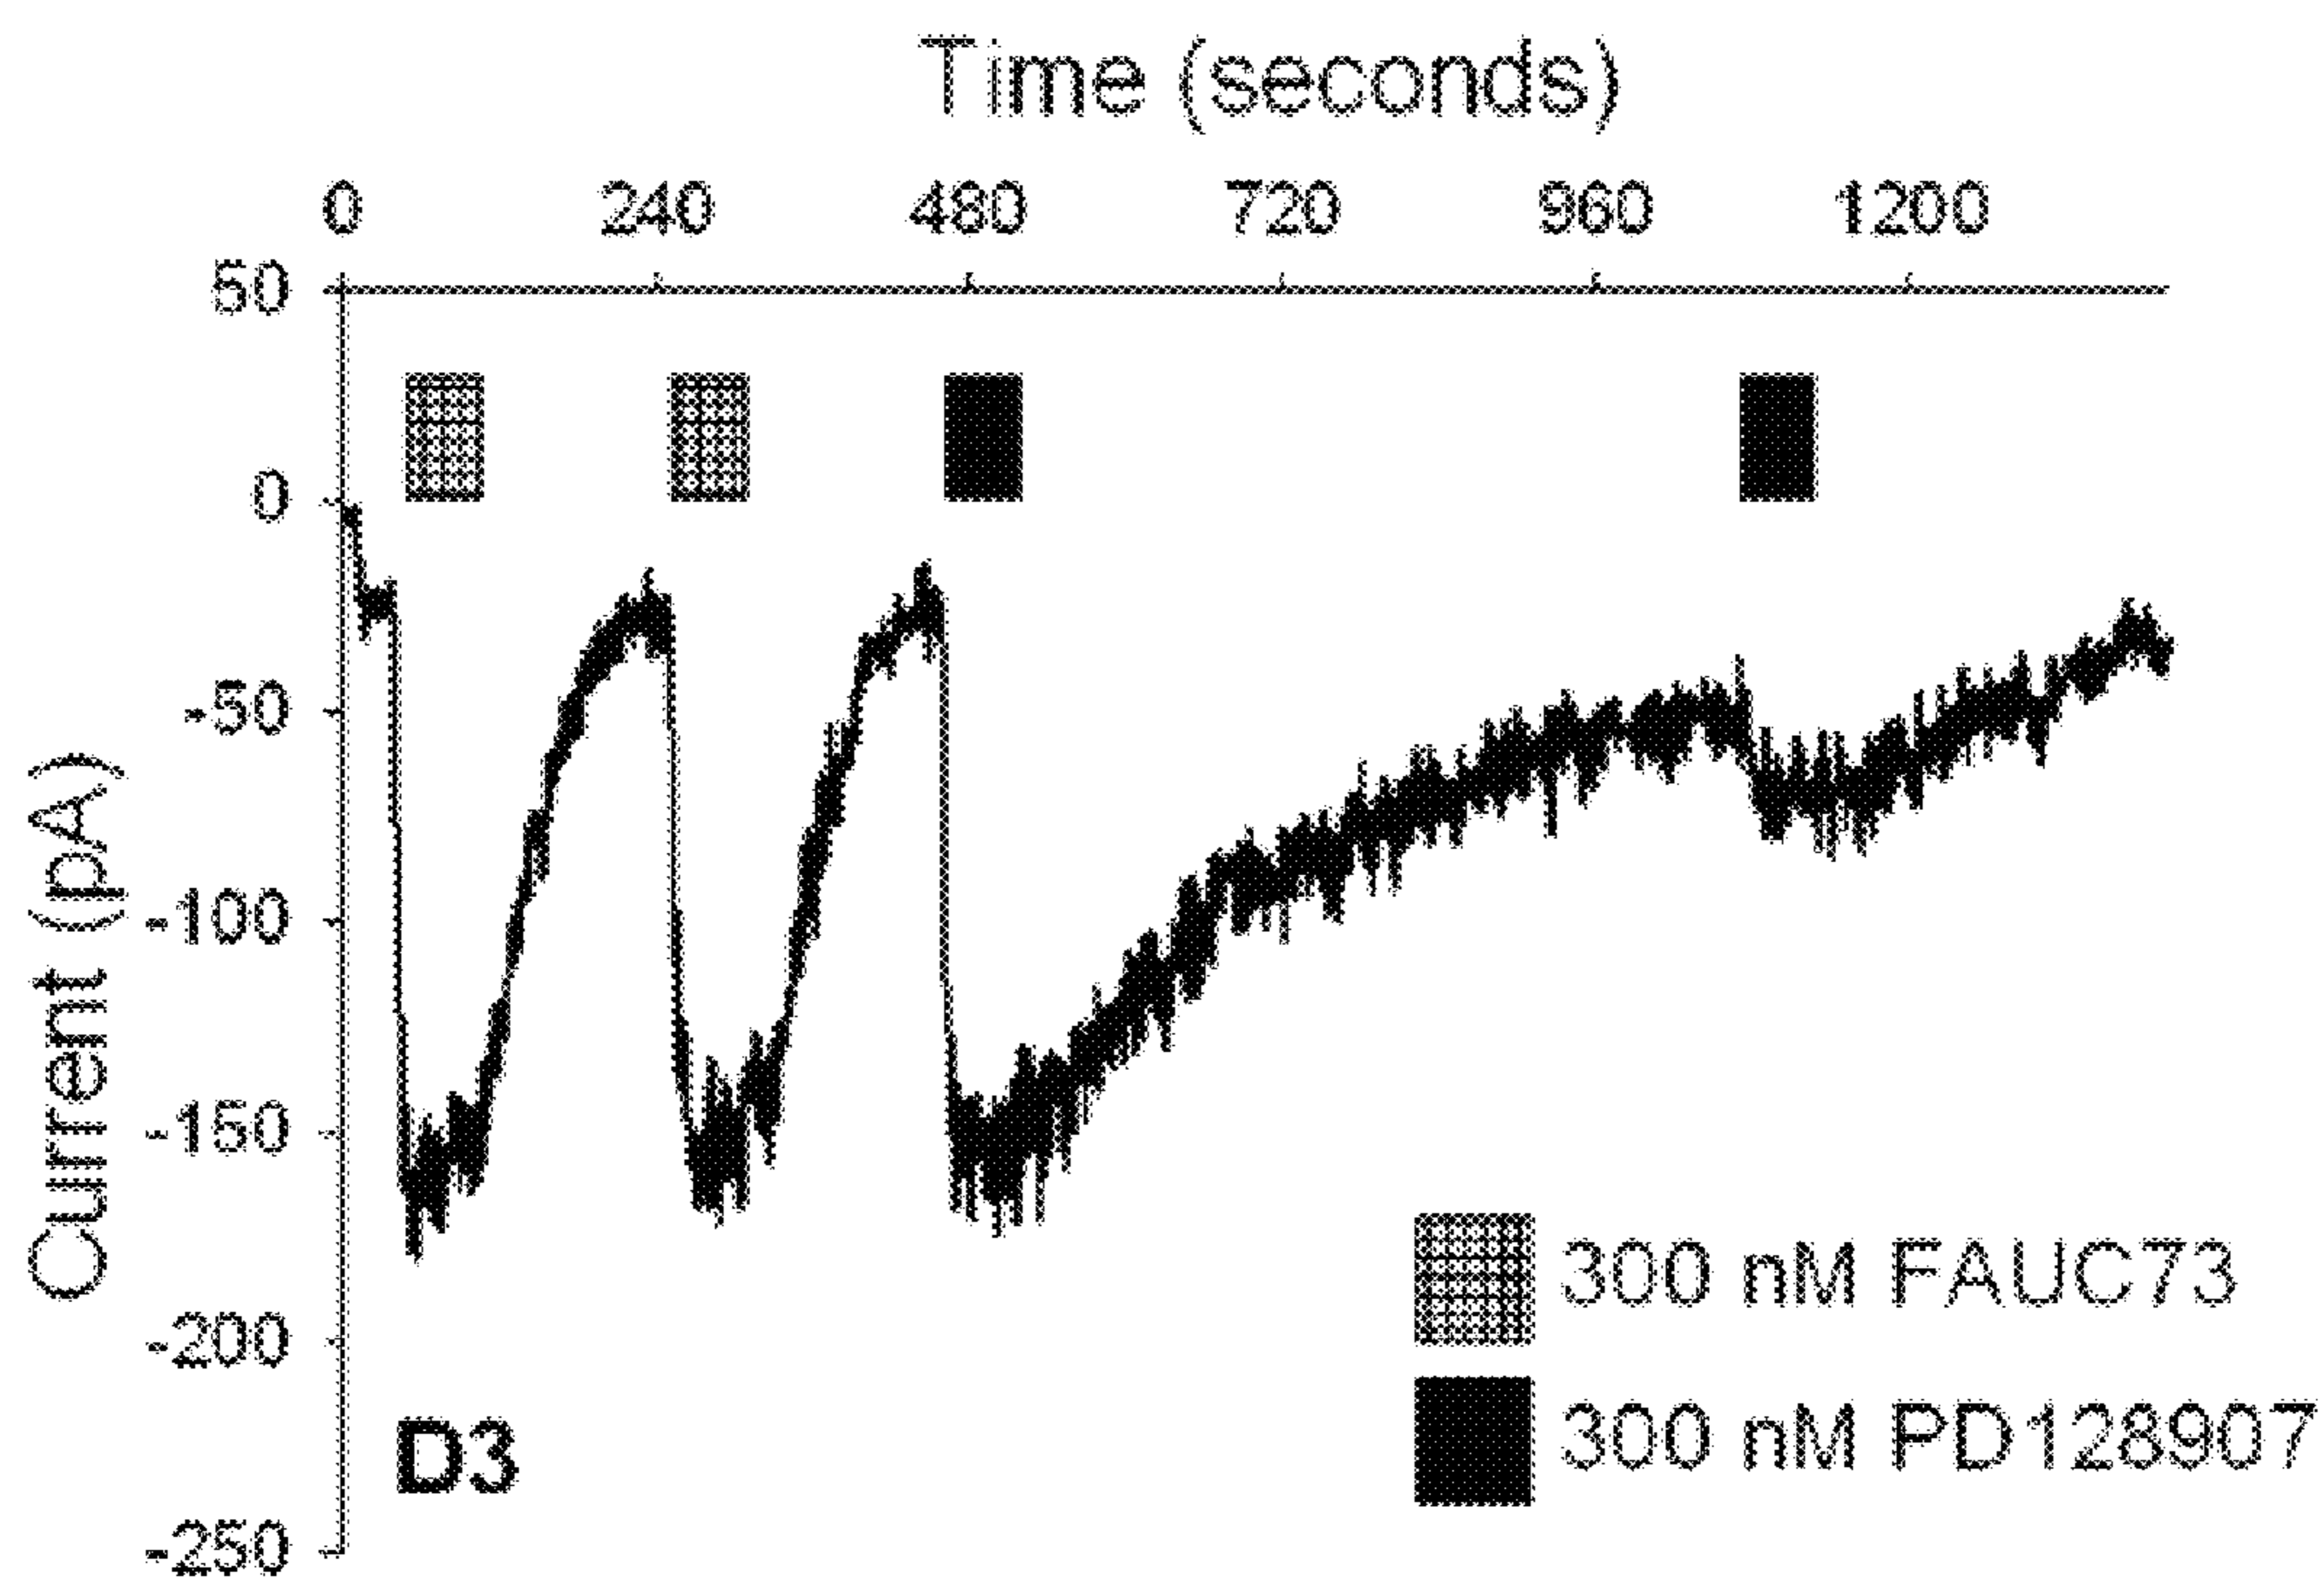 Time (seconds)
0 240 480 720 960 1200
50
0
-50
-100
-150
-200
-250
Current (pA)
300 nM FAUC73
300 nM PD128907
D3